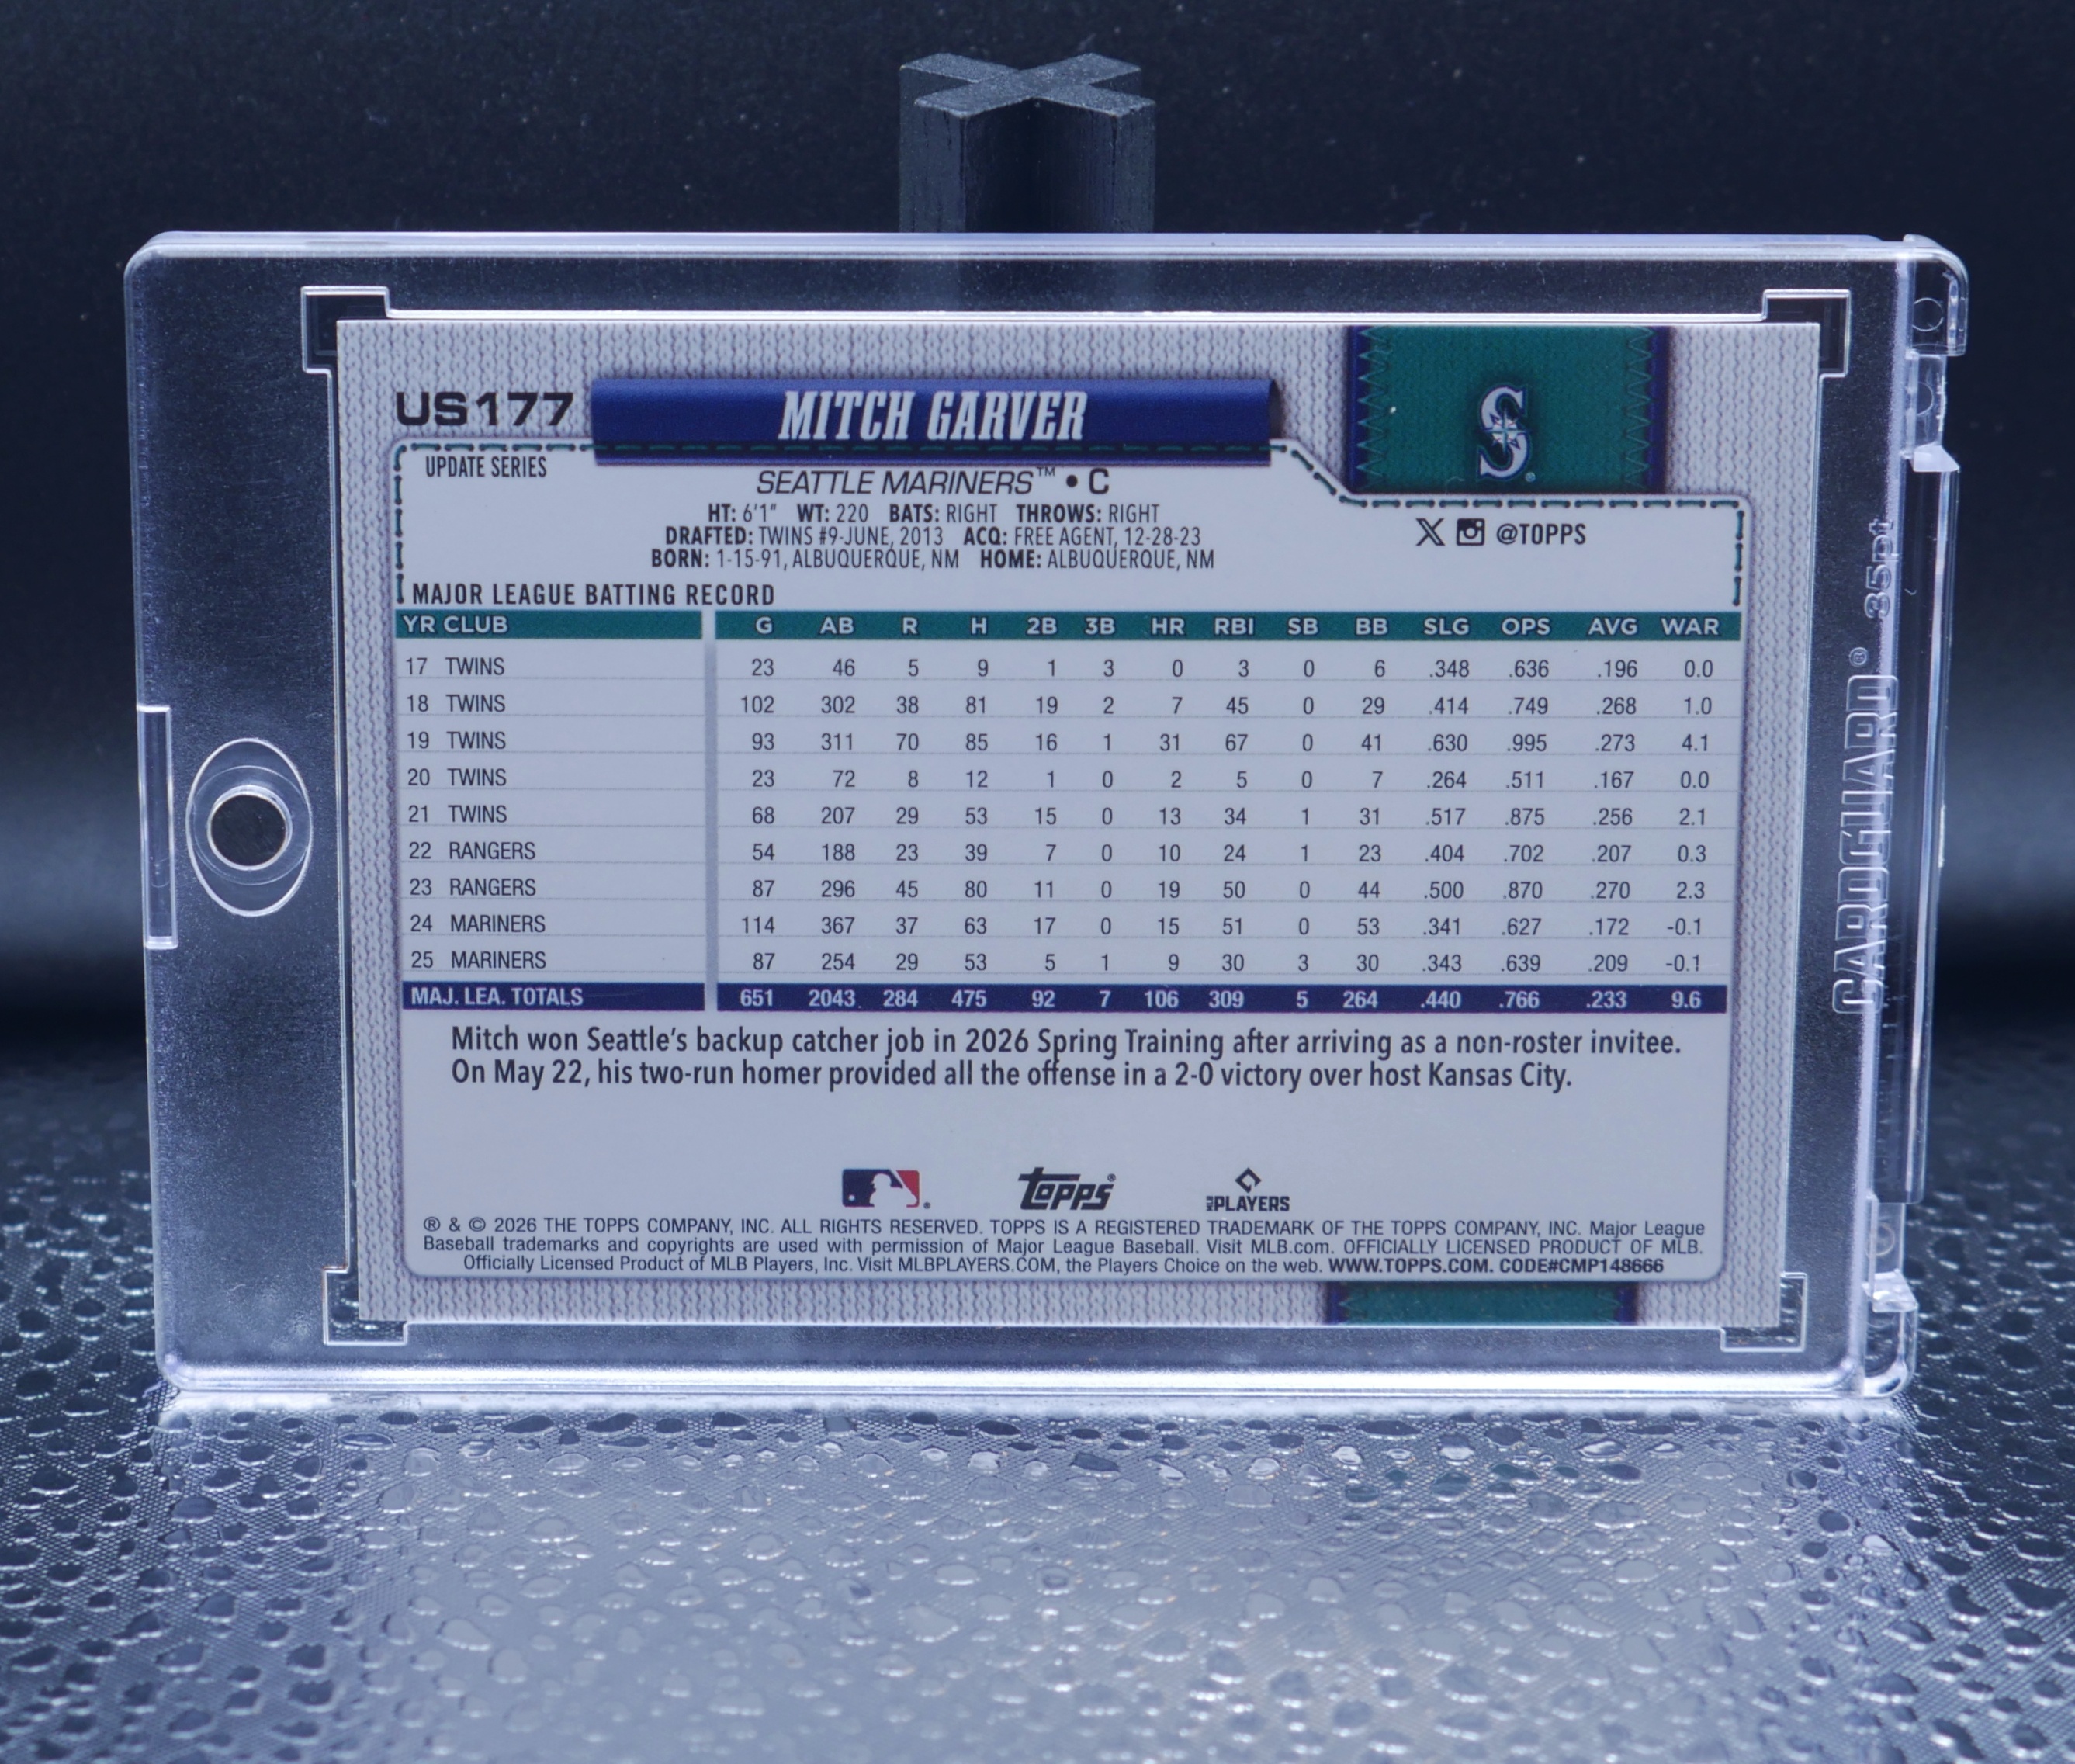 US177
MITCH GARVER
S
UPDATE SERIES
SEATTLE MARINERS™ • C
HT: 6'1" WT: 220 BATS: RIGHT THROWS: RIGHT
DRAFTED: TWINS #9-JUNE, 2013 ACQ: FREE AGENT, 12-28-23
BORN: 1-15-91, ALBUQUERQUE, NM HOME: ALBUQUERQUE, NM
@TOPPS
MAJOR LEAGUE BATTING RECORD
YR CLUB G AB R H 2B 3B HR RBI SB BB SLG OPS AVG WAR
17 TWINS 23 46 5 9 1 3 0 3 0 6 .348 .636 .196 0.0
18 TWINS 102 302 38 81 19 2 7 45 0 29 .414 .749 .268 1.0
19 TWINS 93 311 70 85 16 1 31 67 0 41 .630 .995 .273 4.1
20 TWINS 23 72 8 12 1 0 2 5 0 7 .264 .511 .167 0.0
21 TWINS 68 207 29 53 15 0 13 34 1 31 .517 .875 .256 2.1
22 RANGERS 54 188 23 39 7 0 10 24 1 23 .404 .702 .207 0.3
23 RANGERS 87 296 45 80 11 0 19 50 0 44 .500 .870 .270 2.3
24 MARINERS 114 367 37 63 17 0 15 51 0 53 .341 .627 .172 -0.1
25 MARINERS 87 254 29 53 5 1 9 30 3 30 .343 .639 .209 -0.1
MAJ. LEA. TOTALS 651 2043 284 475 92 7 106 309 5 264 .440 .766 .233 9.6
Mitch won Seattle's backup catcher job in 2026 Spring Training after arriving as a non-roster invitee.
On May 22, his two-run homer provided all the offense in a 2-0 victory over host Kansas City.
topps® MLB PLAYERS
® & © 2026 THE TOPPS COMPANY, INC. ALL RIGHTS RESERVED. TOPPS IS A REGISTERED TRADEMARK OF THE TOPPS COMPANY, INC. Major League
Baseball trademarks and copyrights are used with permission of Major League Baseball. Visit MLB.com. OFFICIALLY LICENSED PRODUCT OF MLB.
Officially Licensed Product of MLB Players, Inc. Visit MLBPLAYERS.COM, the Players Choice on the web. WWW.TOPPS.COM. CODE#CMP148666
CARDGUARD® 35pt